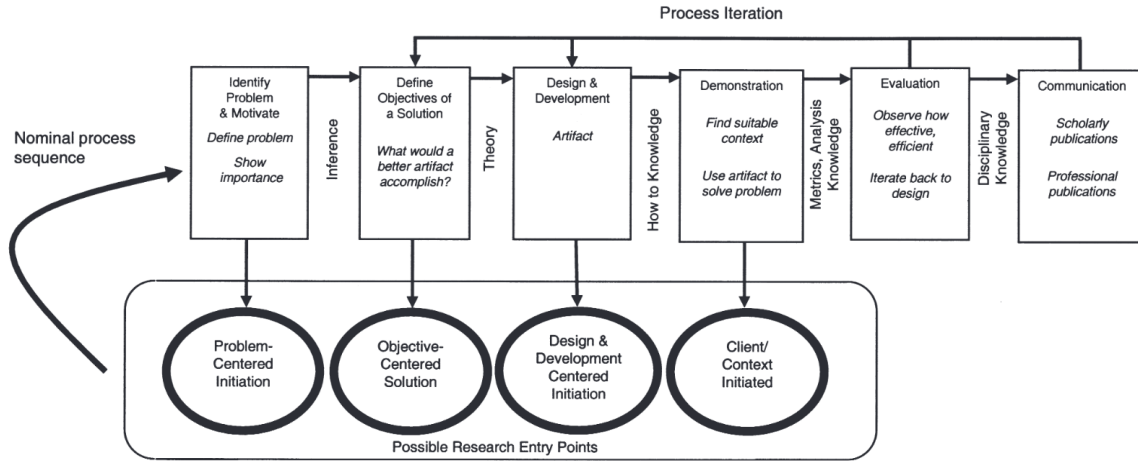 Process Iteration
Nominal process
sequence
Identify
Problem
& Motivate
Define problem
Show
importance
Inference
Define
Objectives of
a Solution
What would a
better artifact
accomplish?
Theory
Design &
Development
Artifact
How to Knowledge
Demonstration
Find suitable
context
Use artifact to
solve problem
Metrics, Analysis
Knowledge
Evaluation
Observe how
effective,
efficient
Iterate back to
design
Disciplinary
Knowledge
Communication
Scholarly
publications
Professional
publications
Problem-
Centered
Initiation
Objective-
Centered
Solution
Design &
Development
Centered
Initiation
Client/
Context
Initiated
Possible Research Entry Points